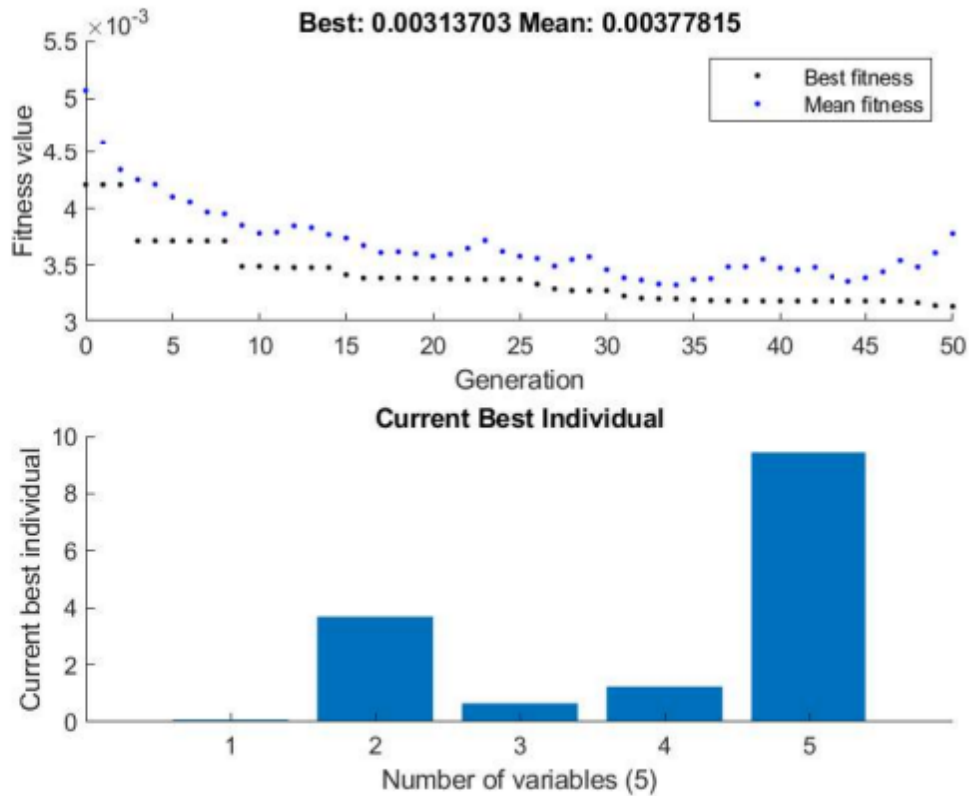 ×10⁻³
Best: 0.00313703 Mean: 0.00377815
5.5
5
4.5
4
3.5
3
Fitness value
Best fitness
Mean fitness
0 5 10 15 20 25 30 35 40 45 50
Generation
Current Best Individual
10
8
6
4
2
0
Current best individual
1 2 3 4 5
Number of variables (5)